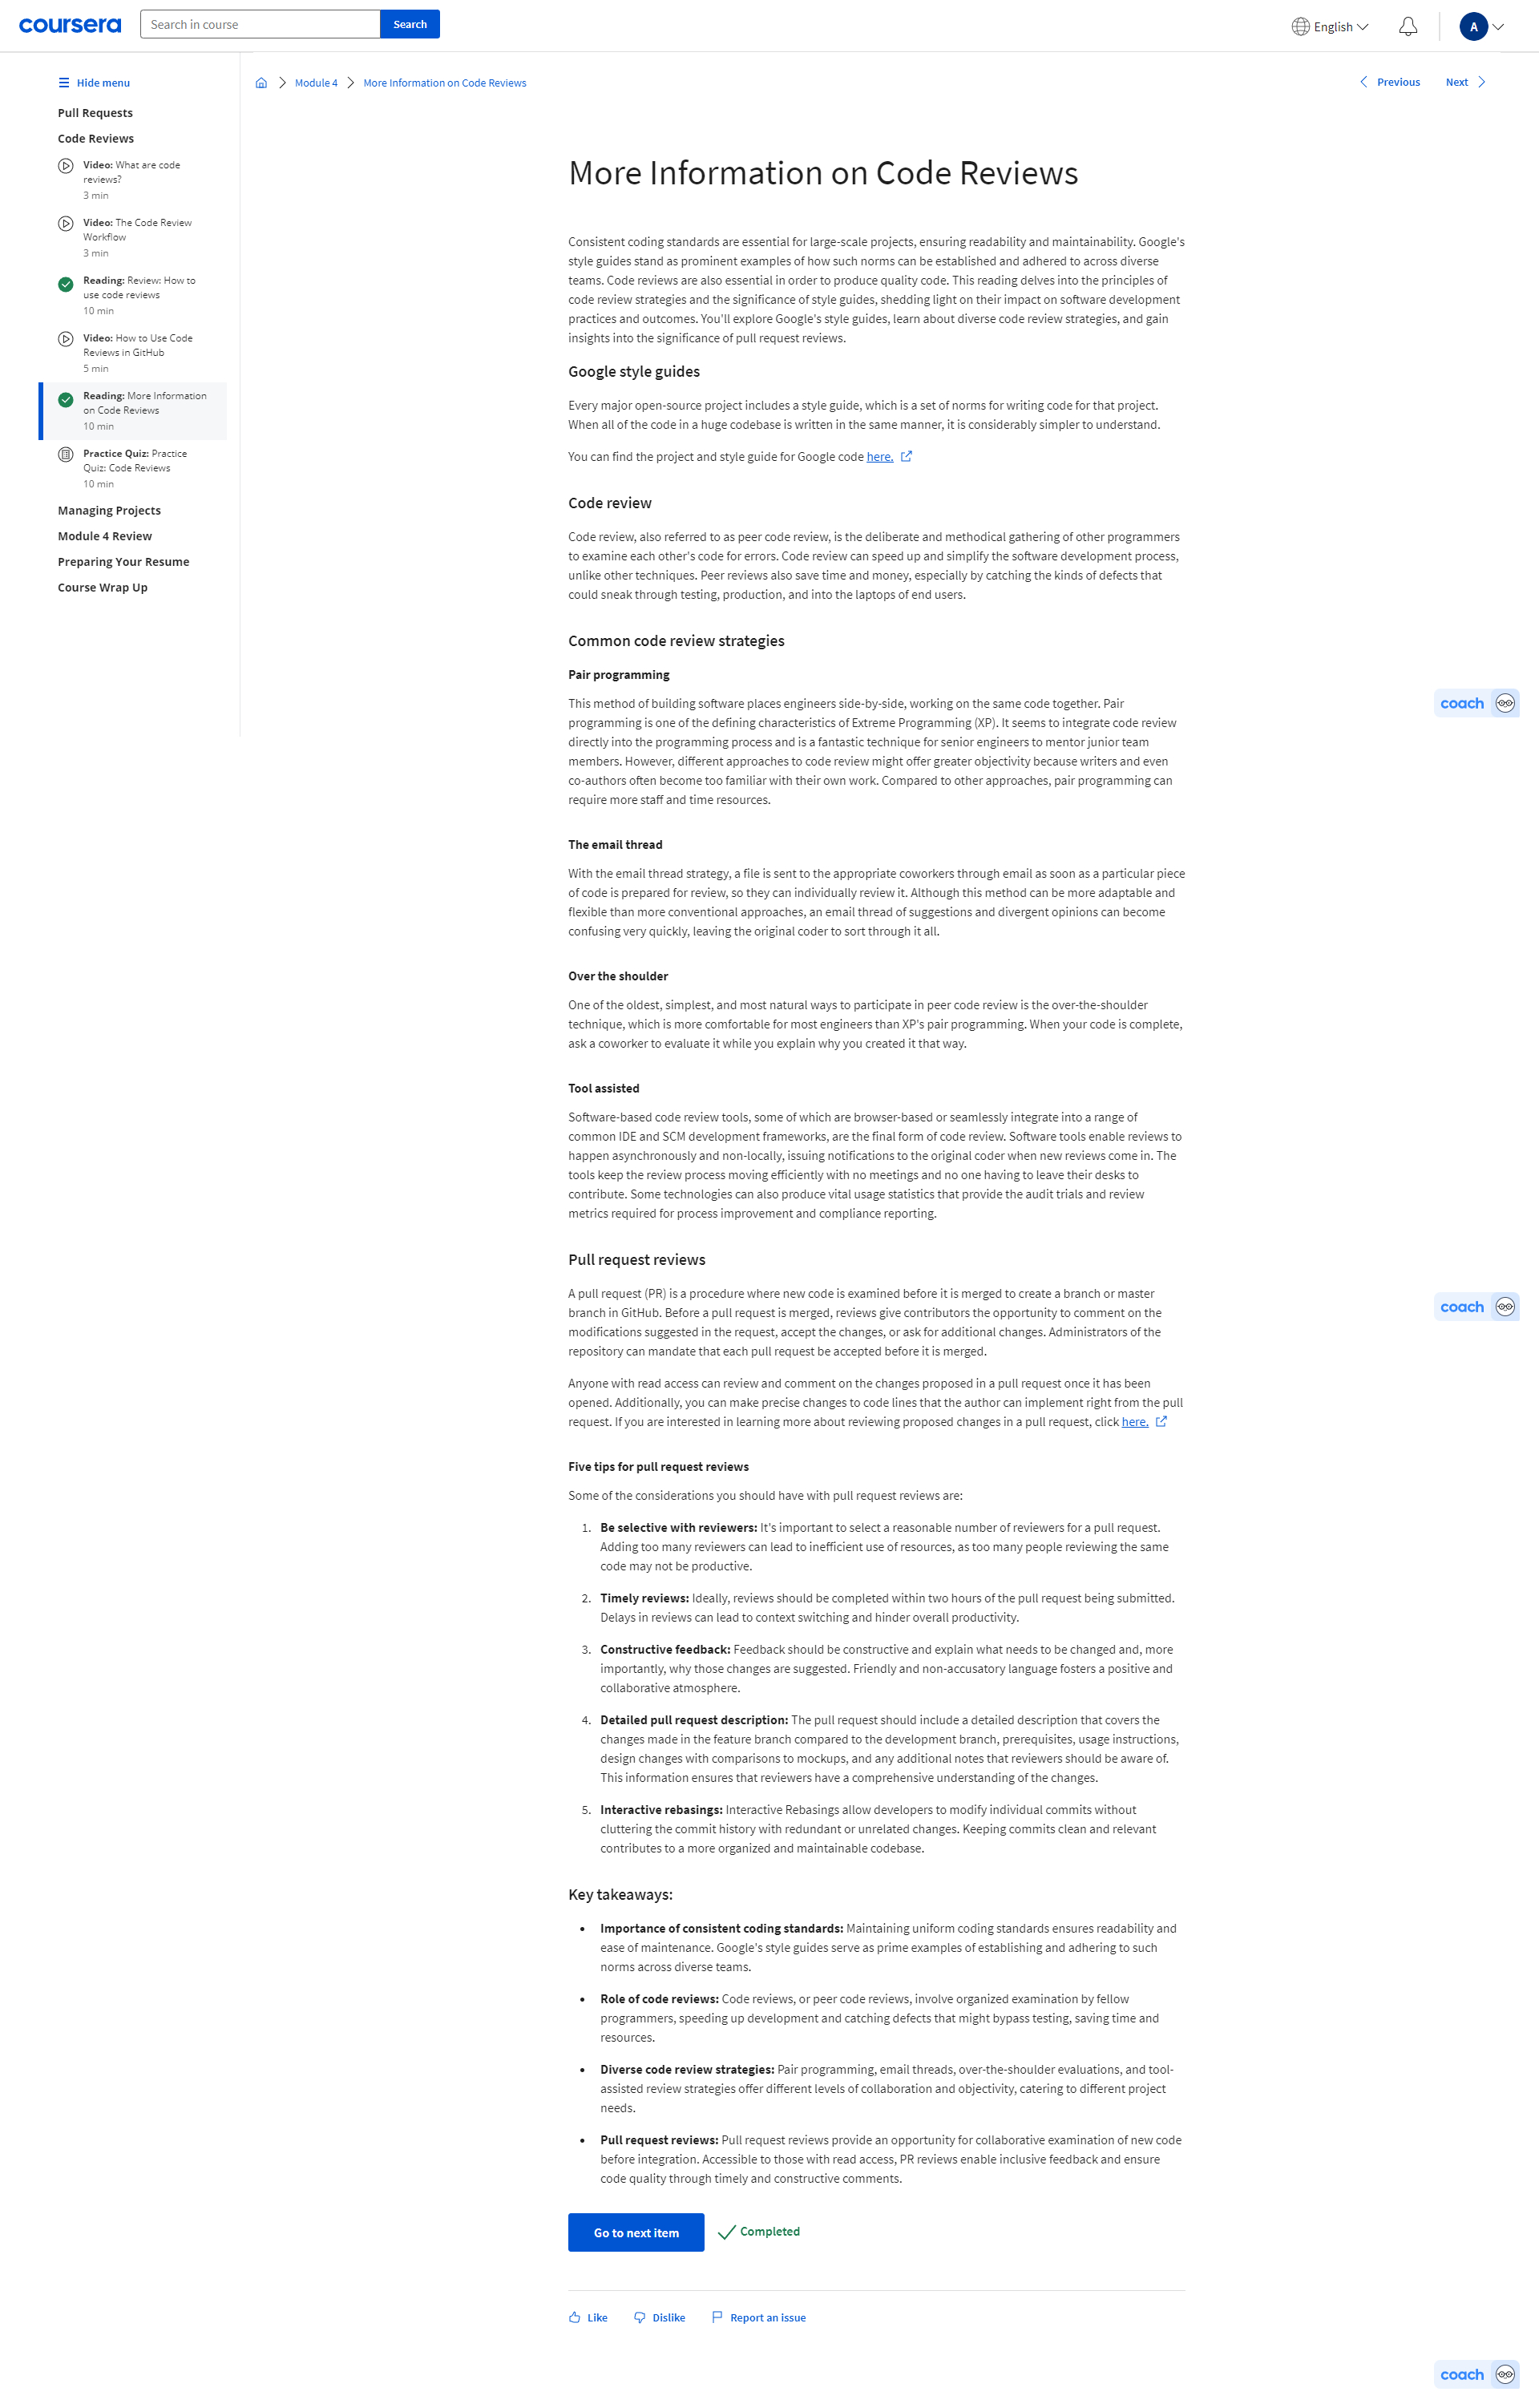 coursera
Search in course
Search
English
A
Hide menu
Pull Requests
Code Reviews
Video: What are code
reviews?
3 min
Video: The Code Review
Workflow
3 min
Reading: Review: How to
use code reviews
10 min
Video: How to Use Code
Reviews in GitHub
5 min
Reading: More Information
on Code Reviews
10 min
Practice Quiz: Practice
Quiz: Code Reviews
10 min
Managing Projects
Module 4 Review
Preparing Your Resume
Course Wrap Up
Module 4
More Information on Code Reviews
Previous
Next
More Information on Code Reviews
Consistent coding standards are essential for large-scale projects, ensuring readability and maintainability. Google's
style guides stand as prominent examples of how such norms can be established and adhered to across diverse
teams. Code reviews are also essential in order to produce quality code. This reading delves into the principles of
code review strategies and the significance of style guides, shedding light on their impact on software development
practices and outcomes. You'll explore Google's style guides, learn about diverse code review strategies, and gain
insights into the significance of pull request reviews.
Google style guides
Every major open-source project includes a style guide, which is a set of norms for writing code for that project.
When all of the code in a huge codebase is written in the same manner, it is considerably simpler to understand.
You can find the project and style guide for Google code here.
Code review
Code review, also referred to as peer code review, is the deliberate and methodical gathering of other programmers
to examine each other's code for errors. Code review can speed up and simplify the software development process,
unlike other techniques. Peer reviews also save time and money, especially by catching the kinds of defects that
could sneak through testing, production, and into the laptops of end users.
Common code review strategies
Pair programming
This method of building software places engineers side-by-side, working on the same code together. Pair
programming is one of the defining characteristics of Extreme Programming (XP). It seems to integrate code review
directly into the programming process and is a fantastic technique for senior engineers to mentor junior team
members. However, different approaches to code review might offer greater objectivity because writers and even
co-authors often become too familiar with their own work. Compared to other approaches, pair programming can
require more staff and time resources.
coach
The email thread
With the email thread strategy, a file is sent to the appropriate coworkers through email as soon as a particular piece
of code is prepared for review, so they can individually review it. Although this method can be more adaptable and
flexible than more conventional approaches, an email thread of suggestions and divergent opinions can become
confusing very quickly, leaving the original coder to sort through it all.
Over the shoulder
One of the oldest, simplest, and most natural ways to participate in peer code review is the over-the-shoulder
technique, which is more comfortable for most engineers than XP's pair programming. When your code is complete,
ask a coworker to evaluate it while you explain why you created it that way.
Tool assisted
Software-based code review tools, some of which are browser-based or seamlessly integrate into a range of
common IDE and SCM development frameworks, are the final form of code review. Software tools enable reviews to
happen asynchronously and non-locally, issuing notifications to the original coder when new reviews come in. The
tools keep the review process moving efficiently with no meetings and no one having to leave their desks to
contribute. Some technologies can also produce vital usage statistics that provide the audit trials and review
metrics required for process improvement and compliance reporting.
Pull request reviews
A pull request (PR) is a procedure where new code is examined before it is merged to create a branch or master
branch in GitHub. Before a pull request is merged, reviews give contributors the opportunity to comment on the
modifications suggested in the request, accept the changes, or ask for additional changes. Administrators of the
repository can mandate that each pull request be accepted before it is merged.
coach
Anyone with read access can review and comment on the changes proposed in a pull request once it has been
opened. Additionally, you can make precise changes to code lines that the author can implement right from the pull
request. If you are interested in learning more about reviewing proposed changes in a pull request, click here.
Five tips for pull request reviews
Some of the considerations you should have with pull request reviews are:
1. Be selective with reviewers: It's important to select a reasonable number of reviewers for a pull request.
Adding too many reviewers can lead to inefficient use of resources, as too many people reviewing the same
code may not be productive.
2. Timely reviews: Ideally, reviews should be completed within two hours of the pull request being submitted.
Delays in reviews can lead to context switching and hinder overall productivity.
3. Constructive feedback: Feedback should be constructive and explain what needs to be changed and, more
importantly, why those changes are suggested. Friendly and non-accusatory language fosters a positive and
collaborative atmosphere.
4. Detailed pull request description: The pull request should include a detailed description that covers the
changes made in the feature branch compared to the development branch, prerequisites, usage instructions,
design changes with comparisons to mockups, and any additional notes that reviewers should be aware of.
This information ensures that reviewers have a comprehensive understanding of the changes.
5. Interactive rebasings: Interactive Rebasings allow developers to modify individual commits without
cluttering the commit history with redundant or unrelated changes. Keeping commits clean and relevant
contributes to a more organized and maintainable codebase.
Key takeaways:
• Importance of consistent coding standards: Maintaining uniform coding standards ensures readability and
ease of maintenance. Google's style guides serve as prime examples of establishing and adhering to such
norms across diverse teams.
• Role of code reviews: Code reviews, or peer code reviews, involve organized examination by fellow
programmers, speeding up development and catching defects that might bypass testing, saving time and
resources.
• Diverse code review strategies: Pair programming, email threads, over-the-shoulder evaluations, and tool-
assisted review strategies offer different levels of collaboration and objectivity, catering to different project
needs.
• Pull request reviews: Pull request reviews provide an opportunity for collaborative examination of new code
before integration. Accessible to those with read access, PR reviews enable inclusive feedback and ensure
code quality through timely and constructive comments.
Go to next item
Completed
Like
Dislike
Report an issue
coach